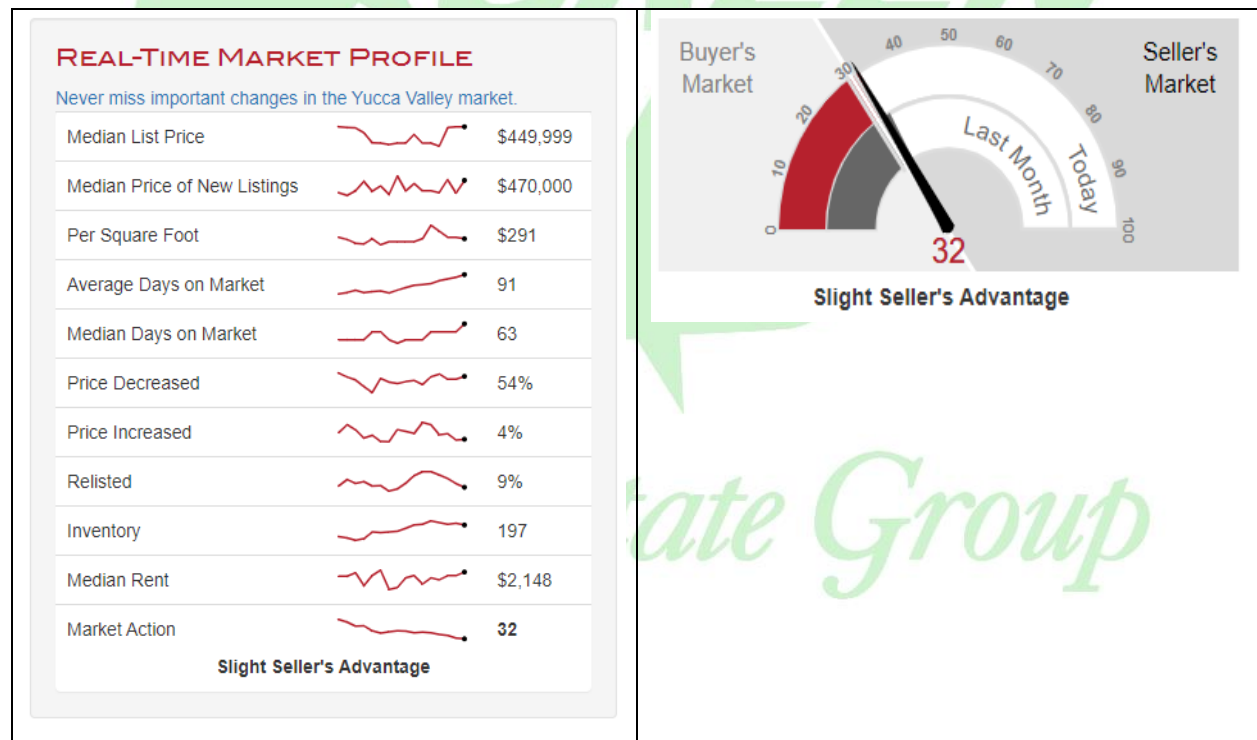 REAL-TIME MARKET PROFILE
Never miss important changes in the Yucca Valley market.
Median List Price $449,999
Median Price of New Listings $470,000
Per Square Foot $291
Average Days on Market 91
Median Days on Market 63
Price Decreased 54%
Price Increased 4%
Relisted 9%
Inventory 197
Median Rent $2,148
Market Action 32
Slight Seller's Advantage
Buyer's
Market
Seller's
Market
0
10
20
30
40
50
60
70
80
90
100
Last Month
Today
32
Slight Seller's Advantage
ate Group